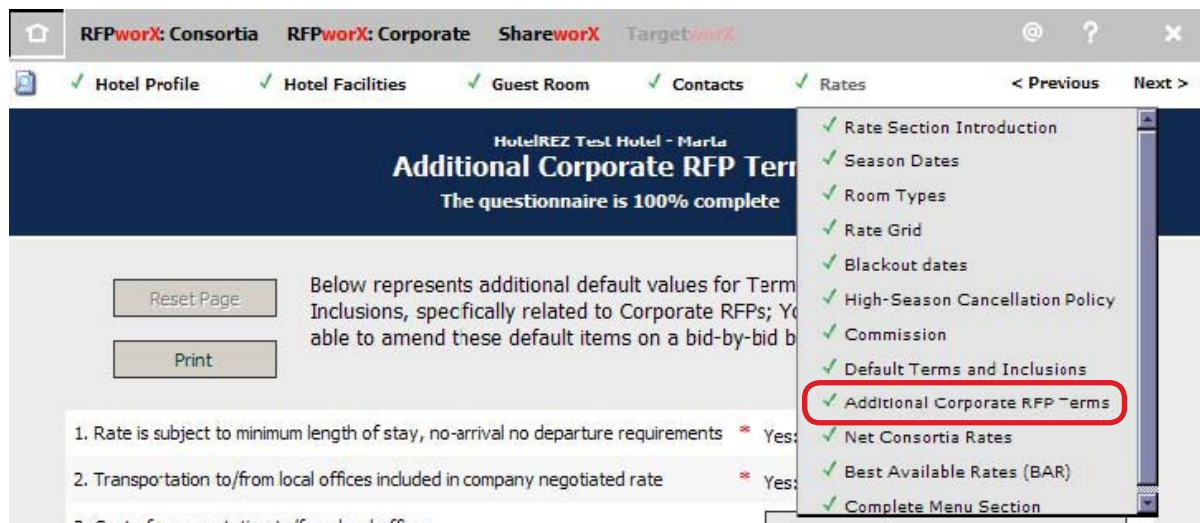 RFPworX: Consortia RFPworX: Corporate ShareworX TargetworX @ ? ×
Hotel Profile Hotel Facilities Guest Room Contacts Rates < Previous Next >
HotelREZ Test Hotel - Marta
Additional Corporate RFP
The questionnaire is 100% complete
Rate Section Introduction
Season Dates
Room Types
Rate Grid
Blackout dates
High-Season Cancellation Policy
Commission
Default Terms and Inclusions
Additional Corporate RFP Terms
Net Consortia Rates
Best Available Rates (BAR)
Complete Menu Section
Reset Page
Print
Below represents additional default values for
Inclusions, specifically related to Corporate RFPs;
able to amend these default items on a bid-by-bid
1. Rate is subject to minimum length of stay, no-arrival no departure requirements * Yes:
2. Transportation to/from local offices included in company negotiated rate * Yes: